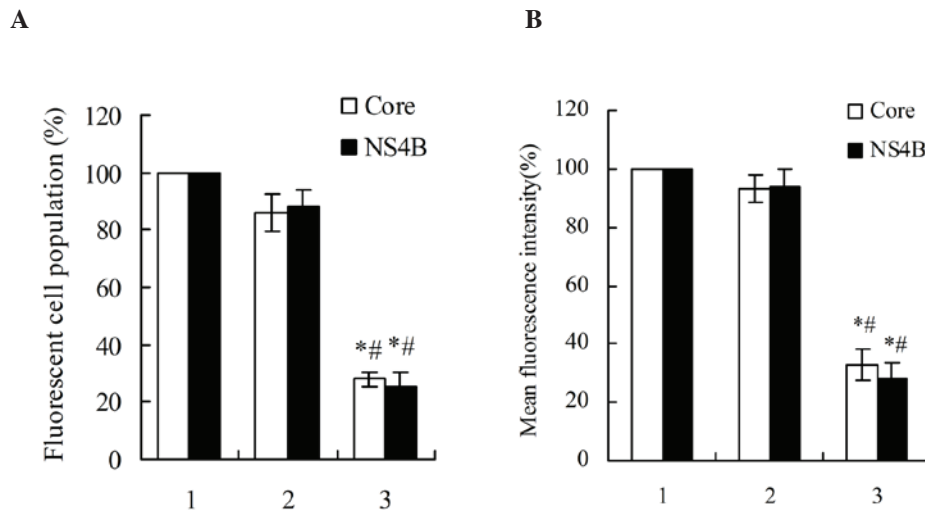 A
Fluorescent cell population (%)
120
100
80
60
40
20
0
Core
NS4B
*# *#
1 2 3
B
Mean fluorescence intensity(%)
120
100
80
60
40
20
0
Core
NS4B
*#
*#
1 2 3